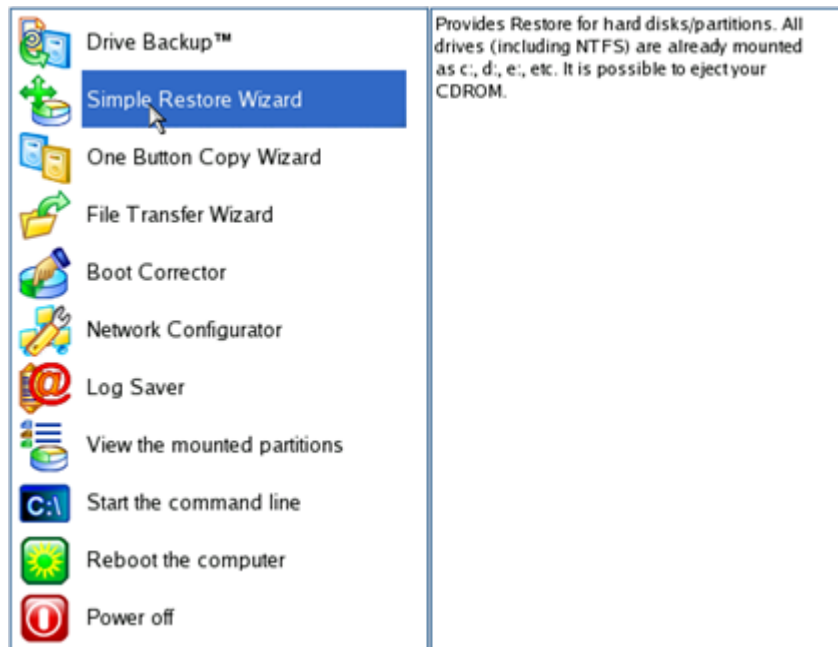 Drive Backup™
Simple Restore Wizard
One Button Copy Wizard
File Transfer Wizard
Boot Corrector
Network Configurator
Log Saver
View the mounted partitions
C:\
Start the command line
Reboot the computer
Power off
Provides Restore for hard disks/partitions. All
drives (including NTFS) are already mounted
as c:, d:, e:, etc. It is possible to eject your
CDROM.